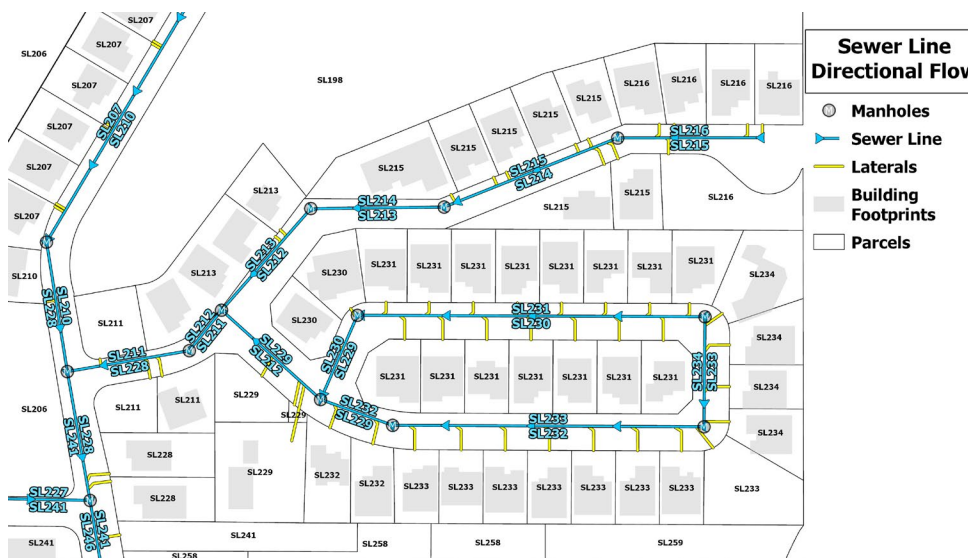 SL207
SL206
SL207
SL198
SL216
SL216
SL216
SL216
Sewer Line
Directional Flow
Manholes
Sewer Line
Laterals
Building
Footprints
Parcels
SL207
SL215
SL207
SL210
SL215
SL216
SL215
SL207
SL215
SL215
SL215
SL214
SL207
SL213
SL214
SL213
SL215
SL215
SL216
SL207
SL213
SL213
SL212
SL230
SL231
SL231
SL231
SL231
SL231
SL231
SL231
SL231
SL234
SL210
SL210
SL228
SL211
SL212
SL211
SL230
SL231
SL230
SL234
SL211
SL228
SL229
SL212
SL230
SL229
SL234
SL233
SL231
SL231
SL231
SL231
SL231
SL231
SL231
SL234
SL206
SL211
SL211
SL229
SL229
SL232
SL229
SL233
SL232
SL234
SL228
SL241
SL228
SL229
SL232
SL232
SL233
SL233
SL233
SL233
SL233
SL233
SL233
SL227
SL241
SL228
SL241
SL246
SL241
SL258
SL258
SL258
SL259